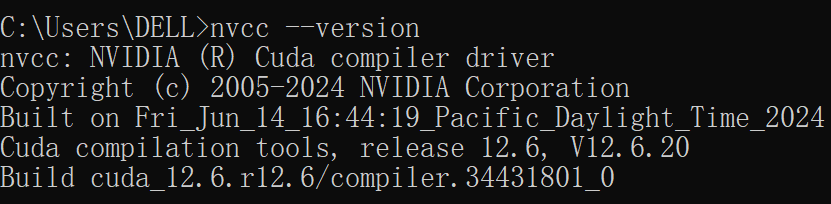 C:\Users\DELL>nvcc --version
nvcc: NVIDIA (R) Cuda compiler driver
Copyright (c) 2005-2024 NVIDIA Corporation
Built on Fri_Jun_14_16:44:19_Pacific_Daylight_Time_2024
Cuda compilation tools, release 12.6, V12.6.20
Build cuda_12.6.r12.6/compiler.34431801_0